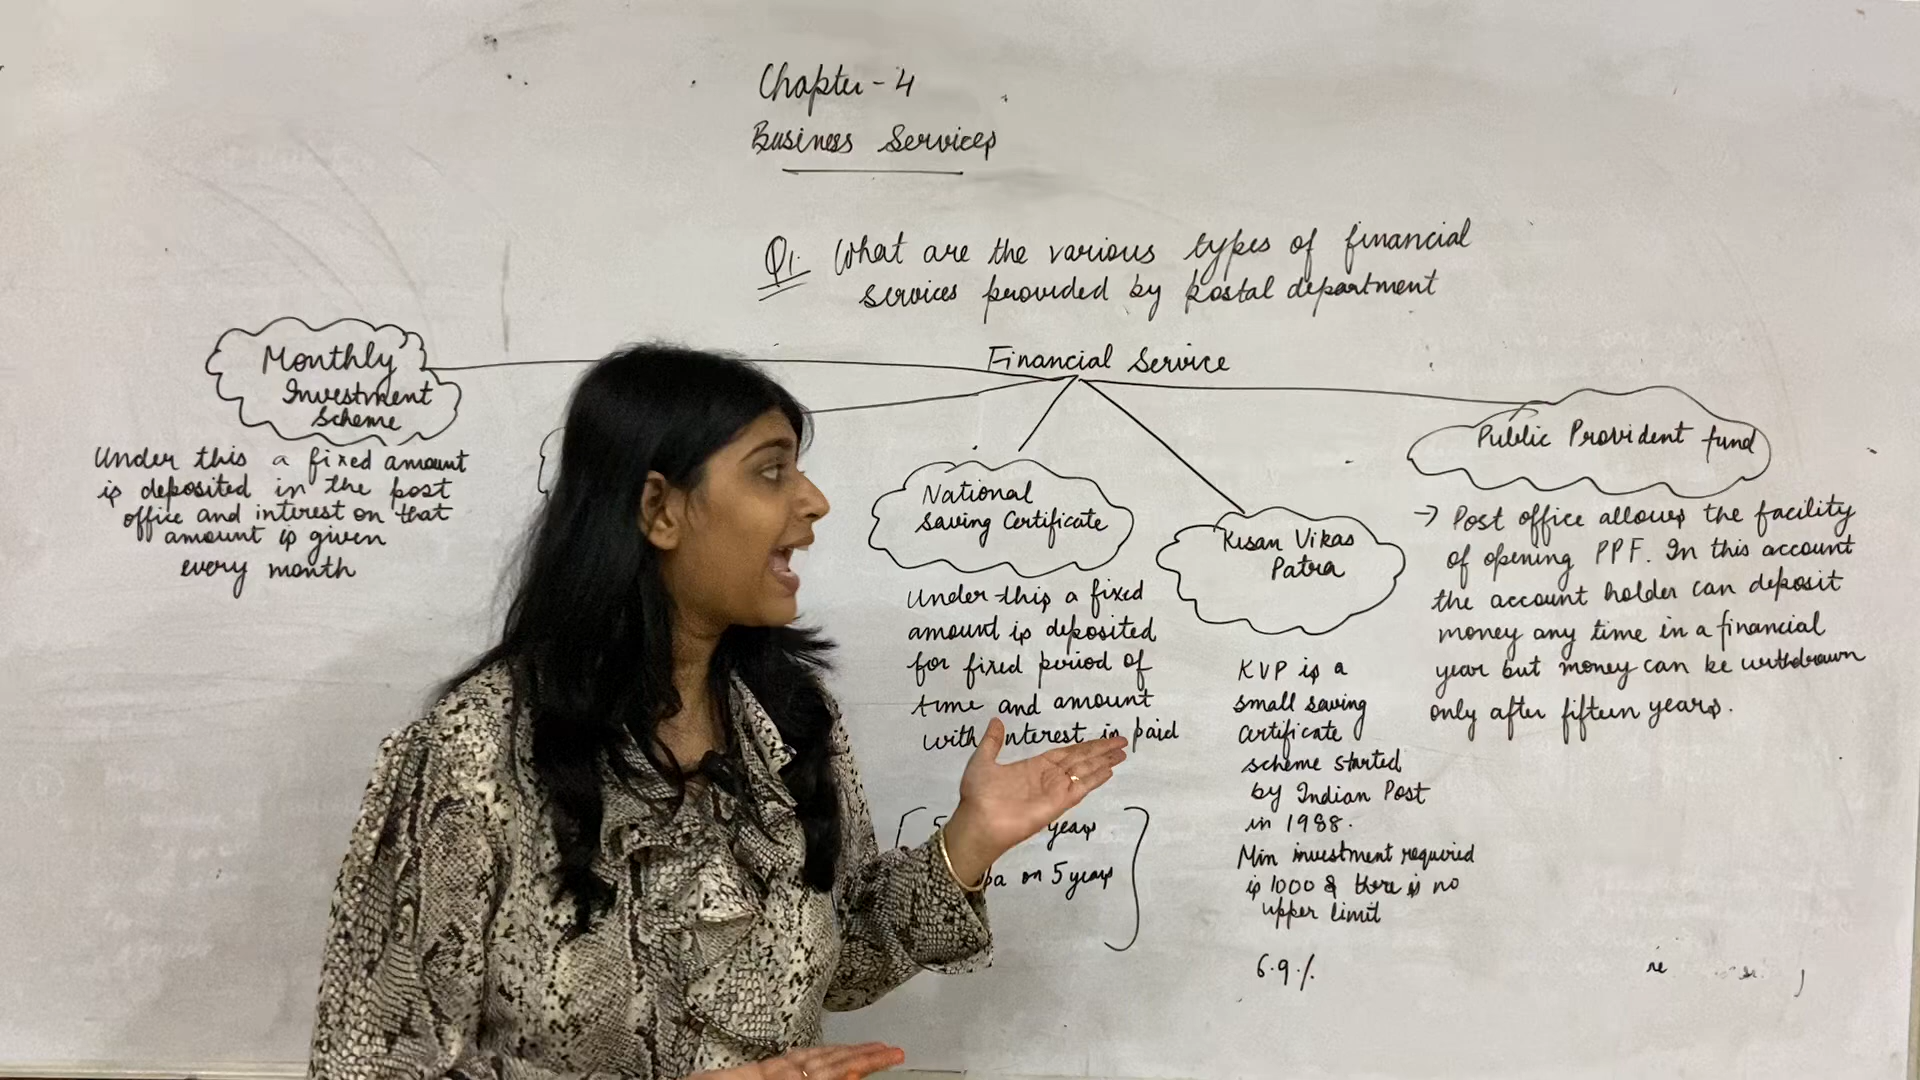 Chapter-4
Business Services
Q1. What are the various types of financial
services provided by postal department
Financial Service
Monthly
Investment
Scheme
Under this a fixed amount
is deposited in the post
office and interest on that
amount is given
every month
National
Saving Certificate
Under this a fixed
amount is deposited
for fixed period of
time and amount
with interest is paid
5 years
pa on 5 years
Kisan Vikas
Patra
KVP is a
small saving
certificate
scheme started
by Indian Post
in 1988.
Min investment required
is 1000 & there is no
upper limit
6.9%
Public Provident fund
→ Post office allows the facility
of opening PPF. In this account
the account holder can deposit
money any time in a financial
year but money can be withdrawn
only after fifteen years.